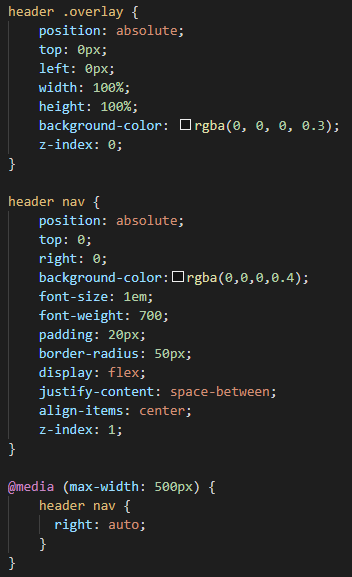 header .overlay {
    position: absolute;
    top: 0px;
    left: 0px;
    width: 100%;
    height: 100%;
    background-color: rgba(0, 0, 0, 0.3);
    z-index: 0;
}

header nav {
    position: absolute;
    top: 0;
    right: 0;
    background-color:rgba(0,0,0,0.4);
    font-size: 1em;
    font-weight: 700;
    padding: 20px;
    border-radius: 50px;
    display: flex;
    justify-content: space-between;
    align-items: center;
    z-index: 1;
}

@media (max-width: 500px) {
    header nav {
      right: auto;
    }
}